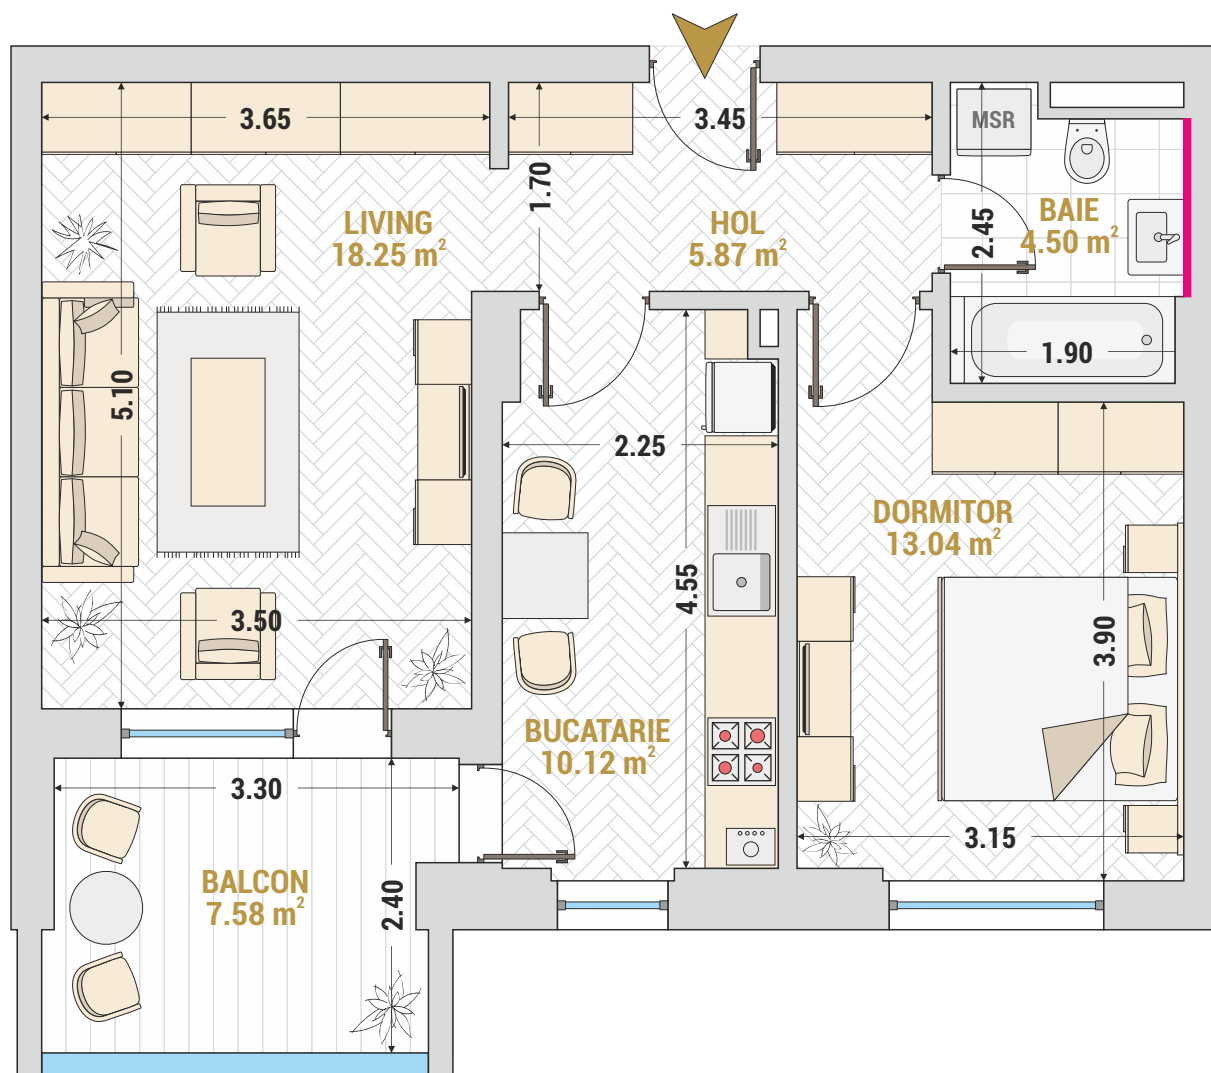 3.65
3.45
MSR
1.70
LIVING
18.25 m²
HOL
5.87 m²
2.45
BAIE
4.50 m²
5.10
1.90
2.25
DORMITOR
13.04 m²
4.55
3.50
3.90
BUCATARIE
10.12 m²
3.30
3.15
BALCON
7.58 m²
2.40